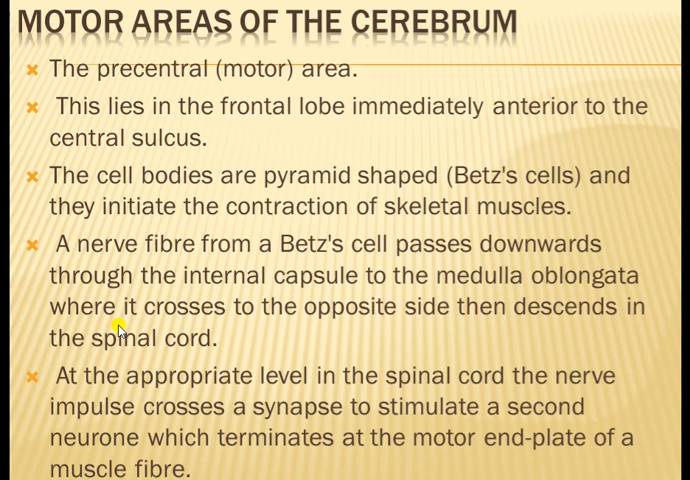 MOTOR AREAS OF THE CEREBRUM
The precentral (motor) area.
This lies in the frontal lobe immediately anterior to the
central sulcus.
The cell bodies are pyramid shaped (Betz's cells) and
they initiate the contraction of skeletal muscles.
A nerve fibre from a Betz's cell passes downwards
through the internal capsule to the medulla oblongata
where it crosses to the opposite side then descends in
the spinal cord.
At the appropriate level in the spinal cord the nerve
impulse crosses a synapse to stimulate a second
neurone which terminates at the motor end-plate of a
muscle fibre.